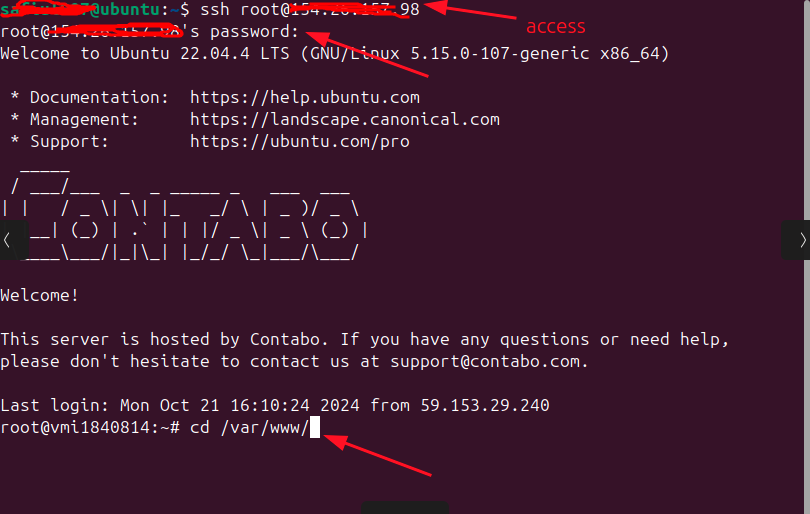 @ubuntu:~$ ssh root@ .98
access
root@ 's password:
Welcome to Ubuntu 22.04.4 LTS (GNU/Linux 5.15.0-107-generic x86_64)
* Documentation: https://help.ubuntu.com
* Management: https://landscape.canonical.com
* Support: https://ubuntu.com/pro
CONTABO
Welcome!
This server is hosted by Contabo. If you have any questions or need help,
please don't hesitate to contact us at support@contabo.com.
Last login: Mon Oct 21 16:10:24 2024 from 59.153.29.240
root@vmi1840814:~# cd /var/www/